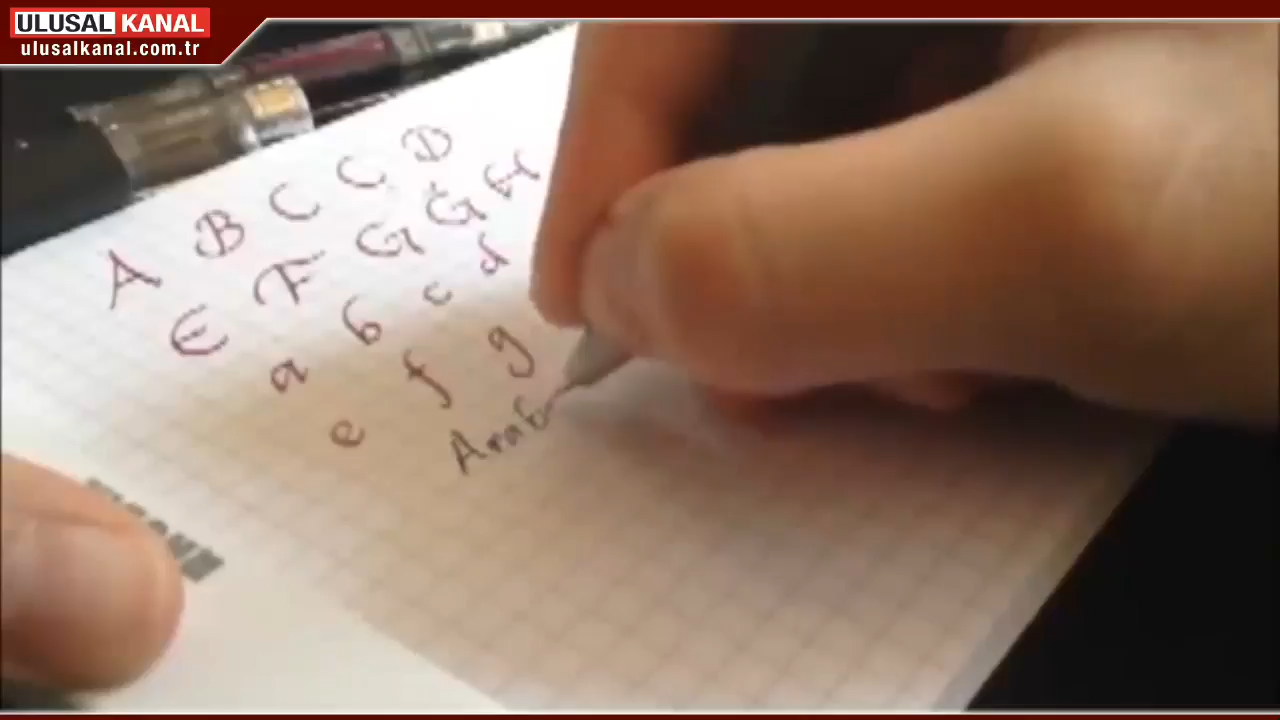 ULUSAL KANAL
ulusalkanal.com.tr
A B C C D
E F G G H
a b c d
e f g
Arab